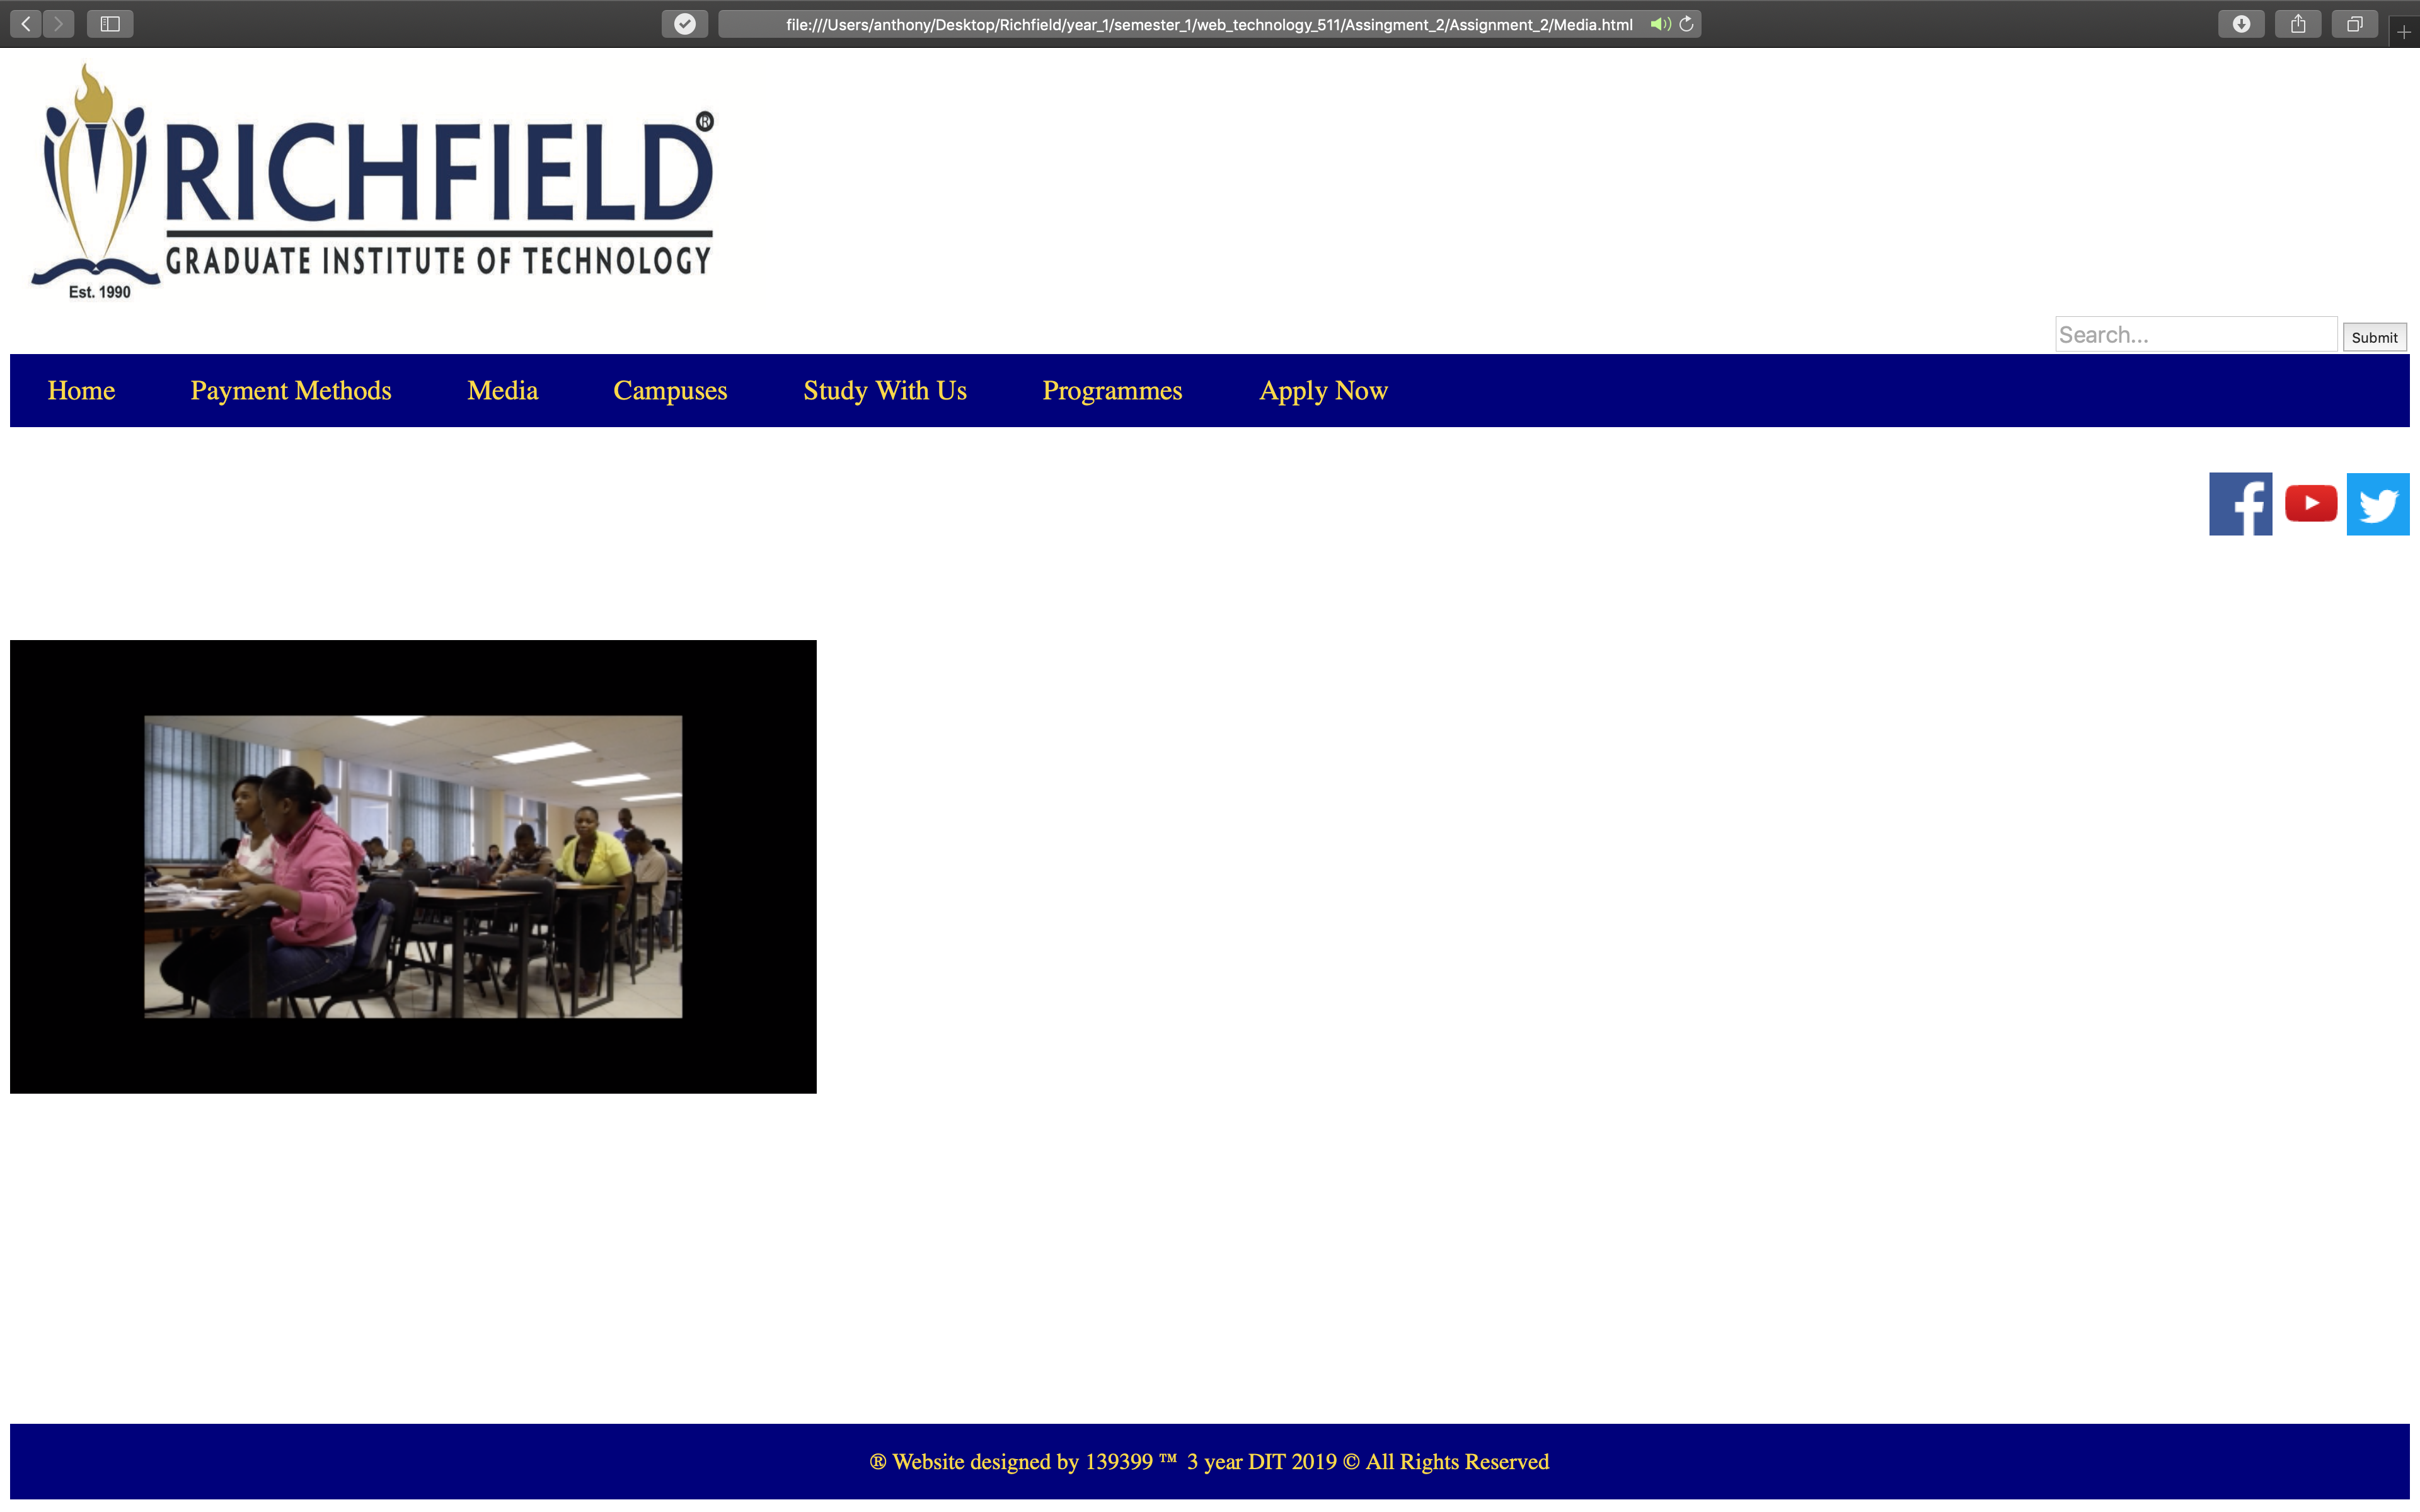 file:///Users/anthony/Desktop/Richfield/year_1/semester_1/web_technology_511/Assingment_2/Assignment_2/Media.html
RICHFIELD®
GRADUATE INSTITUTE OF TECHNOLOGY
Est. 1990
Search... Submit
Home Payment Methods Media Campuses Study With Us Programmes Apply Now
® Website designed by 139399 ™ 3 year DIT 2019 © All Rights Reserved